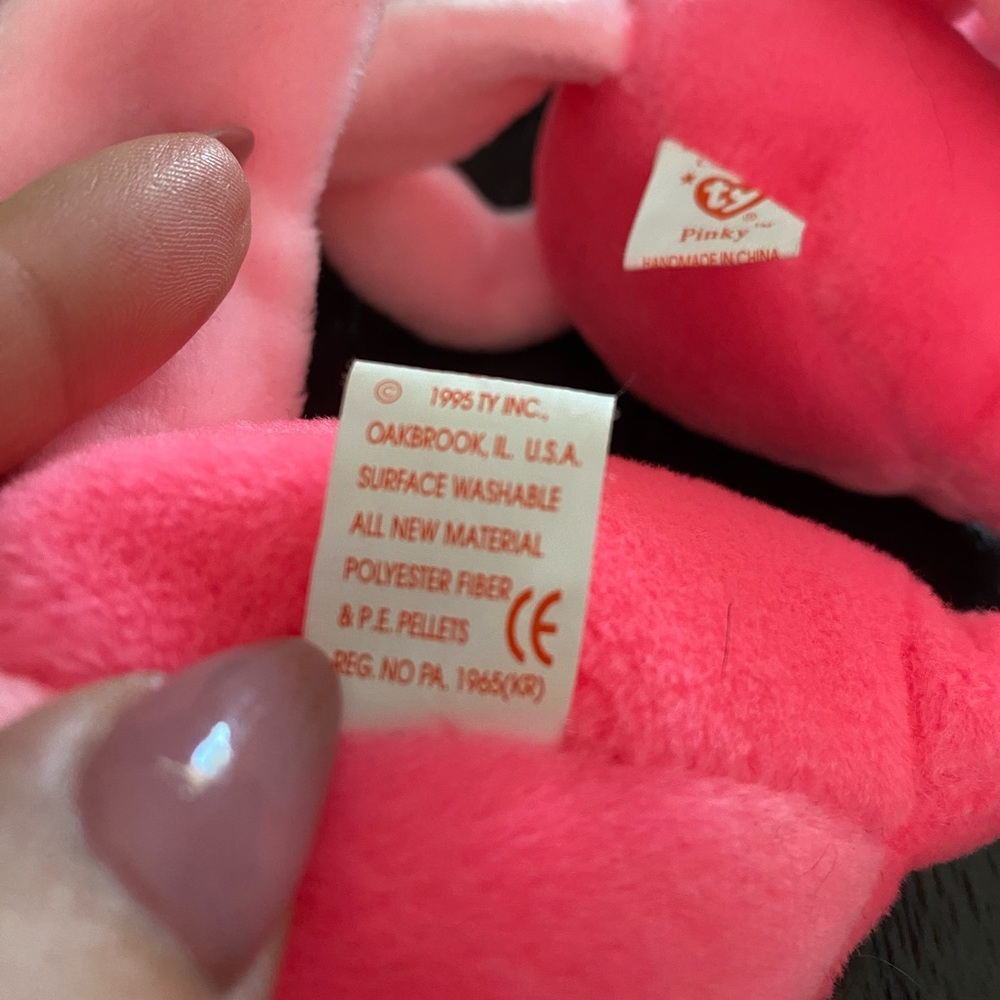 ty ®
Pinky ™
HANDMADE IN CHINA
© 1995 TY INC.,
OAKBROOK, IL. U.S.A.
SURFACE WASHABLE
ALL NEW MATERIAL
POLYESTER FIBER
& P.E. PELLETS CE
REG. NO PA. 1965(KR)